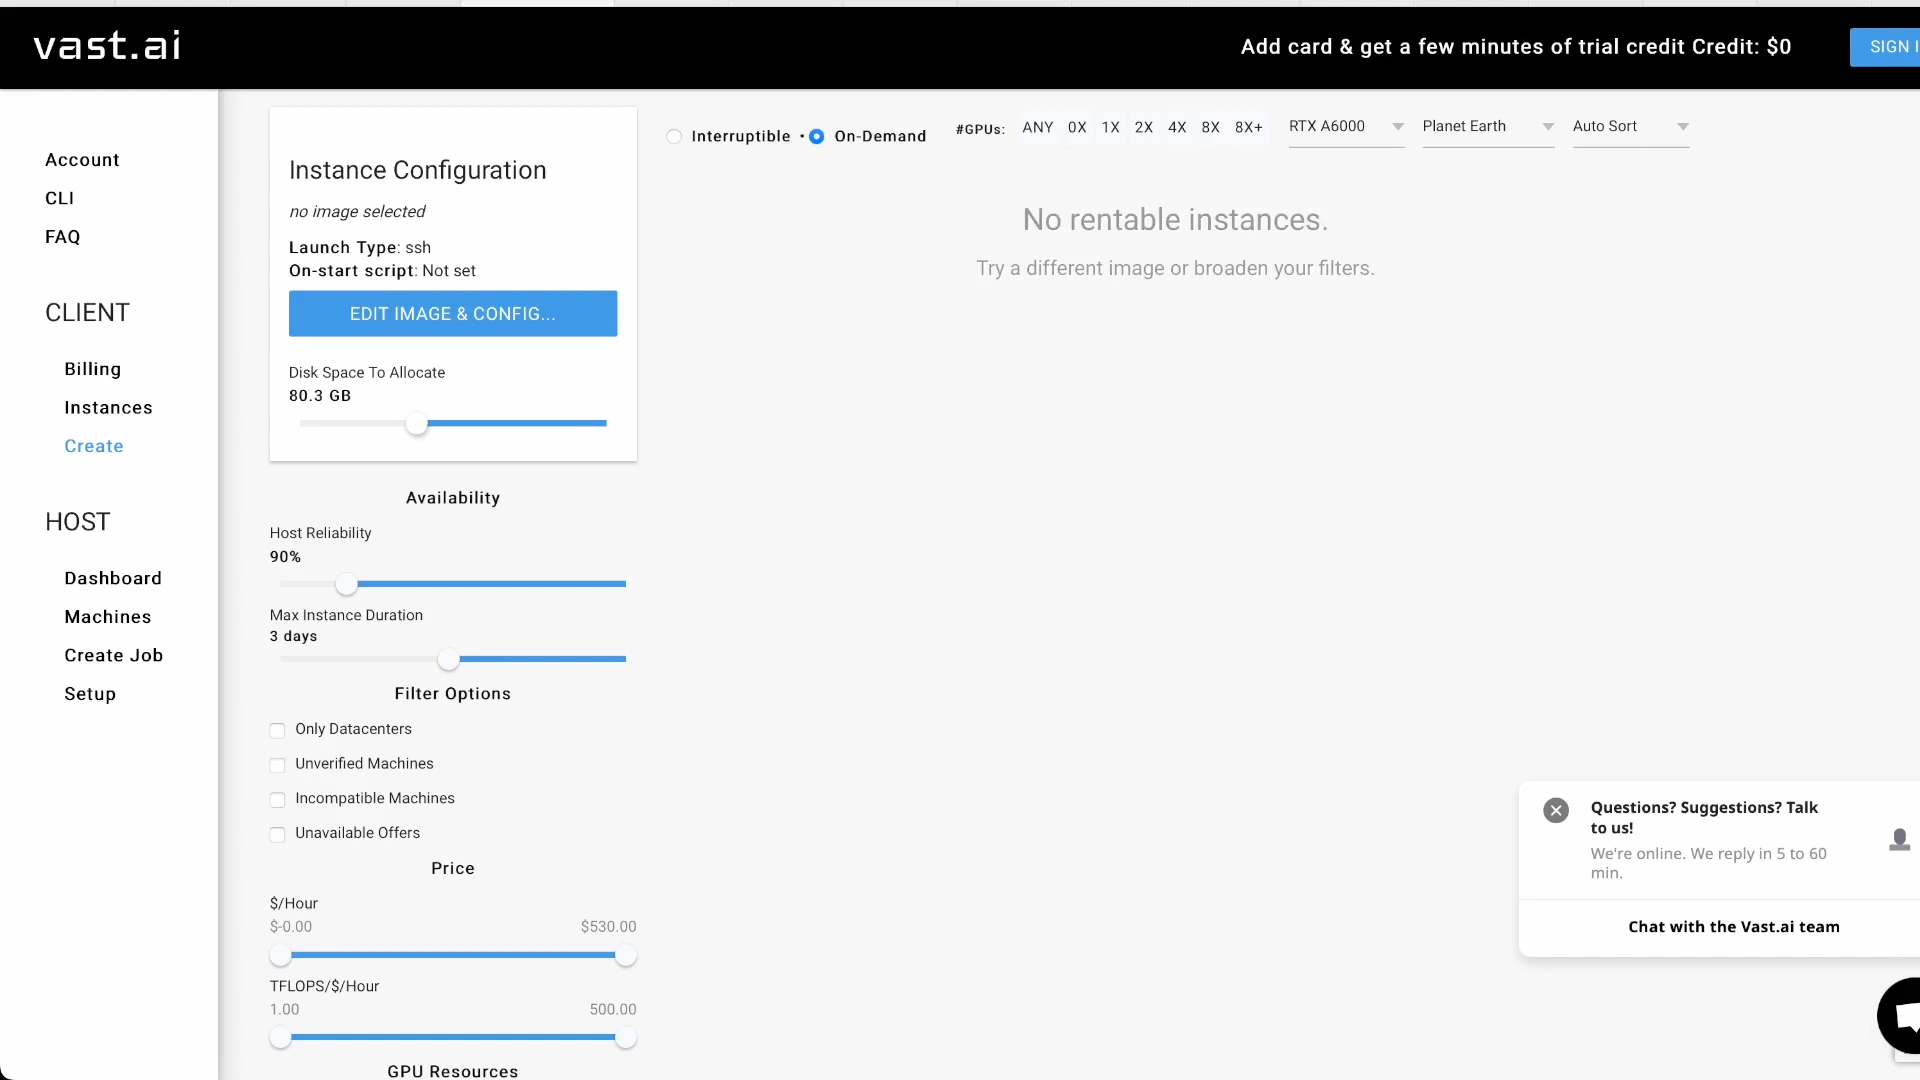 vast.ai
Add card & get a few minutes of trial credit Credit: $0
SIGN I
Account
CLI
FAQ
CLIENT
Billing
Instances
Create
HOST
Dashboard
Machines
Create Job
Setup
Instance Configuration
no image selected
Launch Type: ssh
On-start script: Not set
EDIT IMAGE & CONFIG...
Disk Space To Allocate
80.3 GB
Availability
Host Reliability
90%
Max Instance Duration
3 days
Filter Options
Only Datacenters
Unverified Machines
Incompatible Machines
Unavailable Offers
Price
$/Hour
$-0.00 $530.00
TFLOPS/$/Hour
1.00 500.00
GPU Resources
Interruptible • On-Demand
#GPUs: ANY 0X 1X 2X 4X 8X 8X+
RTX A6000
Planet Earth
Auto Sort
No rentable instances.
Try a different image or broaden your filters.
Questions? Suggestions? Talk
to us!
We're online. We reply in 5 to 60
min.
Chat with the Vast.ai team